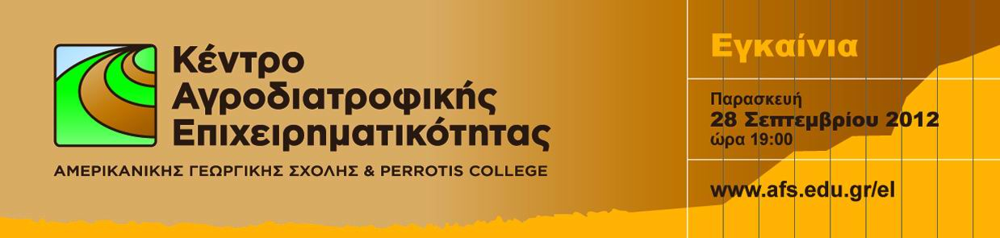 Κέντρο
Αγροδιατροφικής
Επιχειρηματικότητας
ΑΜΕΡΙΚΑΝΙΚΗΣ ΓΕΩΡΓΙΚΗΣ ΣΧΟΛΗΣ & PERROTIS COLLEGE
Εγκαίνια
Παρασκευή
28 Σεπτεμβρίου 2012
ώρα 19:00
www.afs.edu.gr/el